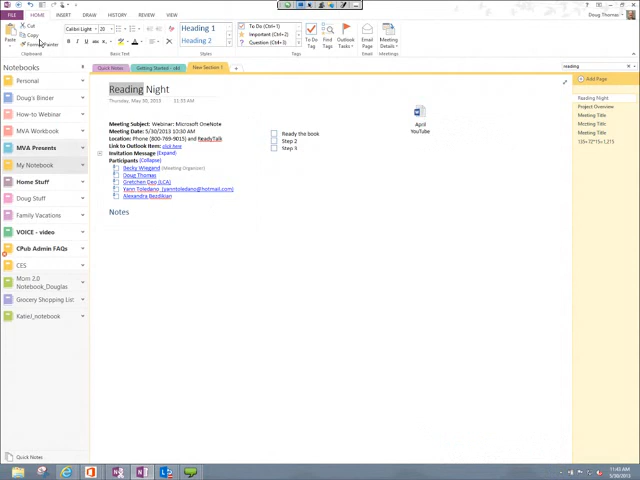 FILE HOME INSERT DRAW HISTORY REVIEW VIEW
Doug Thomas
Cut
Copy
Format Painter
Paste
Clipboard
Calibri Light 20
Basic Text
Heading 1
Heading 2
Styles
To Do (Ctrl+1)
Important (Ctrl+2)
Question (Ctrl+3)
Tags
To Do Tag
Find Tags
Outlook Tasks
Email Page
Email
Meeting Details
Meetings
Notebooks
Personal
Doug's Binder
How-to Webinar
MVA Workbook
MVA Presents
My Notebook
Home Stuff
Doug Stuff
Family Vacations
VOICE - video
CPub Admin FAQs
CES
Mom 2.0
Notebook_Douglas
Grocery Shopping List
KatieJ_notebook
Quick Notes
Quick Notes Getting Started - old New Section 1 +
reading
Reading Night
Thursday, May 30, 2013 11:33 AM
Meeting Subject: Webinar: Microsoft OneNote
Meeting Date: 5/30/2013 10:30 AM
Location: Phone (800-769-9015) and ReadyTalk
Link to Outlook Item: click here
Invitation Message (Expand)
Participants (Collapse)
Becky Wiegand (Meeting Organizer)
Doug Thomas
Gretchen Deo (LCA)
Yann Toledano, (yanntoledano@hotmail.com)
Alexandra Bezdikian
Notes
Ready the book
Step 2
Step 3
April
YouTube
Add Page
Reading Night
Project Overview
Meeting Title
Meeting Title
Meeting Title
135+72*15=1,215
11:45 AM
5/30/2013